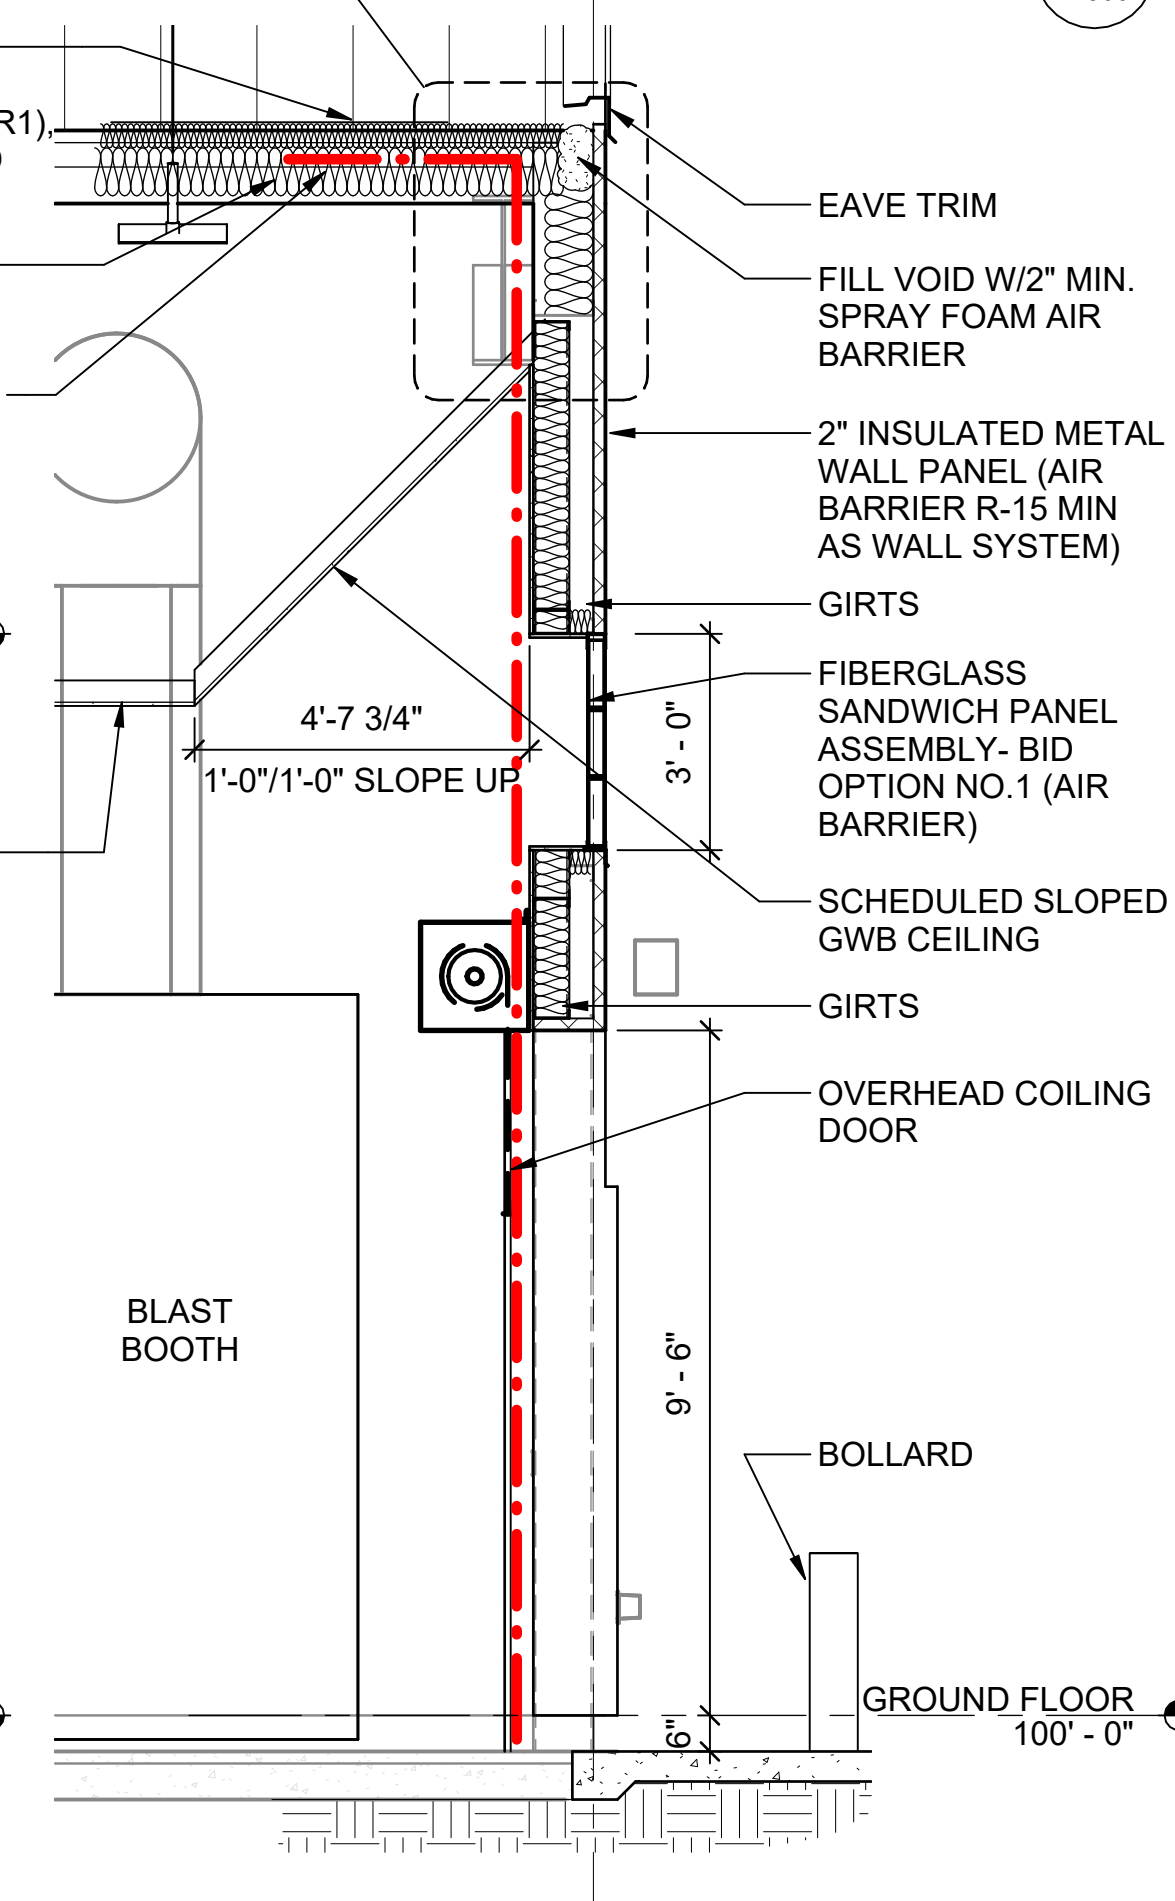 R1),
)
EAVE TRIM
FILL VOID W/2" MIN.
SPRAY FOAM AIR
BARRIER
2" INSULATED METAL
WALL PANEL (AIR
BARRIER R-15 MIN
AS WALL SYSTEM)
GIRTS
FIBERGLASS
SANDWICH PANEL
ASSEMBLY- BID
OPTION NO.1 (AIR
BARRIER)
3' - 0"
4'-7 3/4"
1'-0"/1'-0" SLOPE UP
SCHEDULED SLOPED
GWB CEILING
GIRTS
OVERHEAD COILING
DOOR
BLAST
BOOTH
9' - 6"
BOLLARD
GROUND FLOOR
100' - 0"
6"